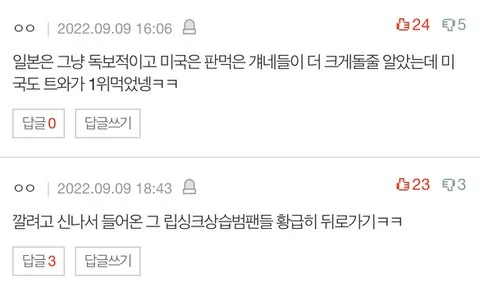 ㅇㅇ | 2022.09.09 16:06 24 5
일본은 그냥 독보적이고 미국은 판먹은 걔네들이 더 크게돌줄 알았는데 미
국도 트와가 1위먹었넹ㅋㅋ
답글 0 답글쓰기
ㅇㅇ | 2022.09.09 18:43 23 3
깔려고 신나서 들어온 그 립싱크상습범팬들 황급히 뒤로가기ㅋㅋ
답글 3 답글쓰기